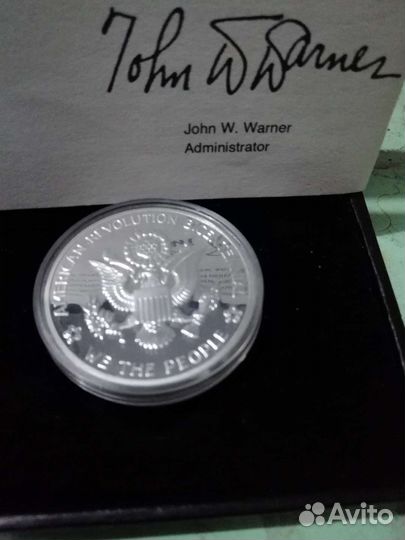 John W Warner
John W. Warner
Administrator
AMERICAN REVOLUTION BICENTENNIAL
WE THE PEOPLE
Avito